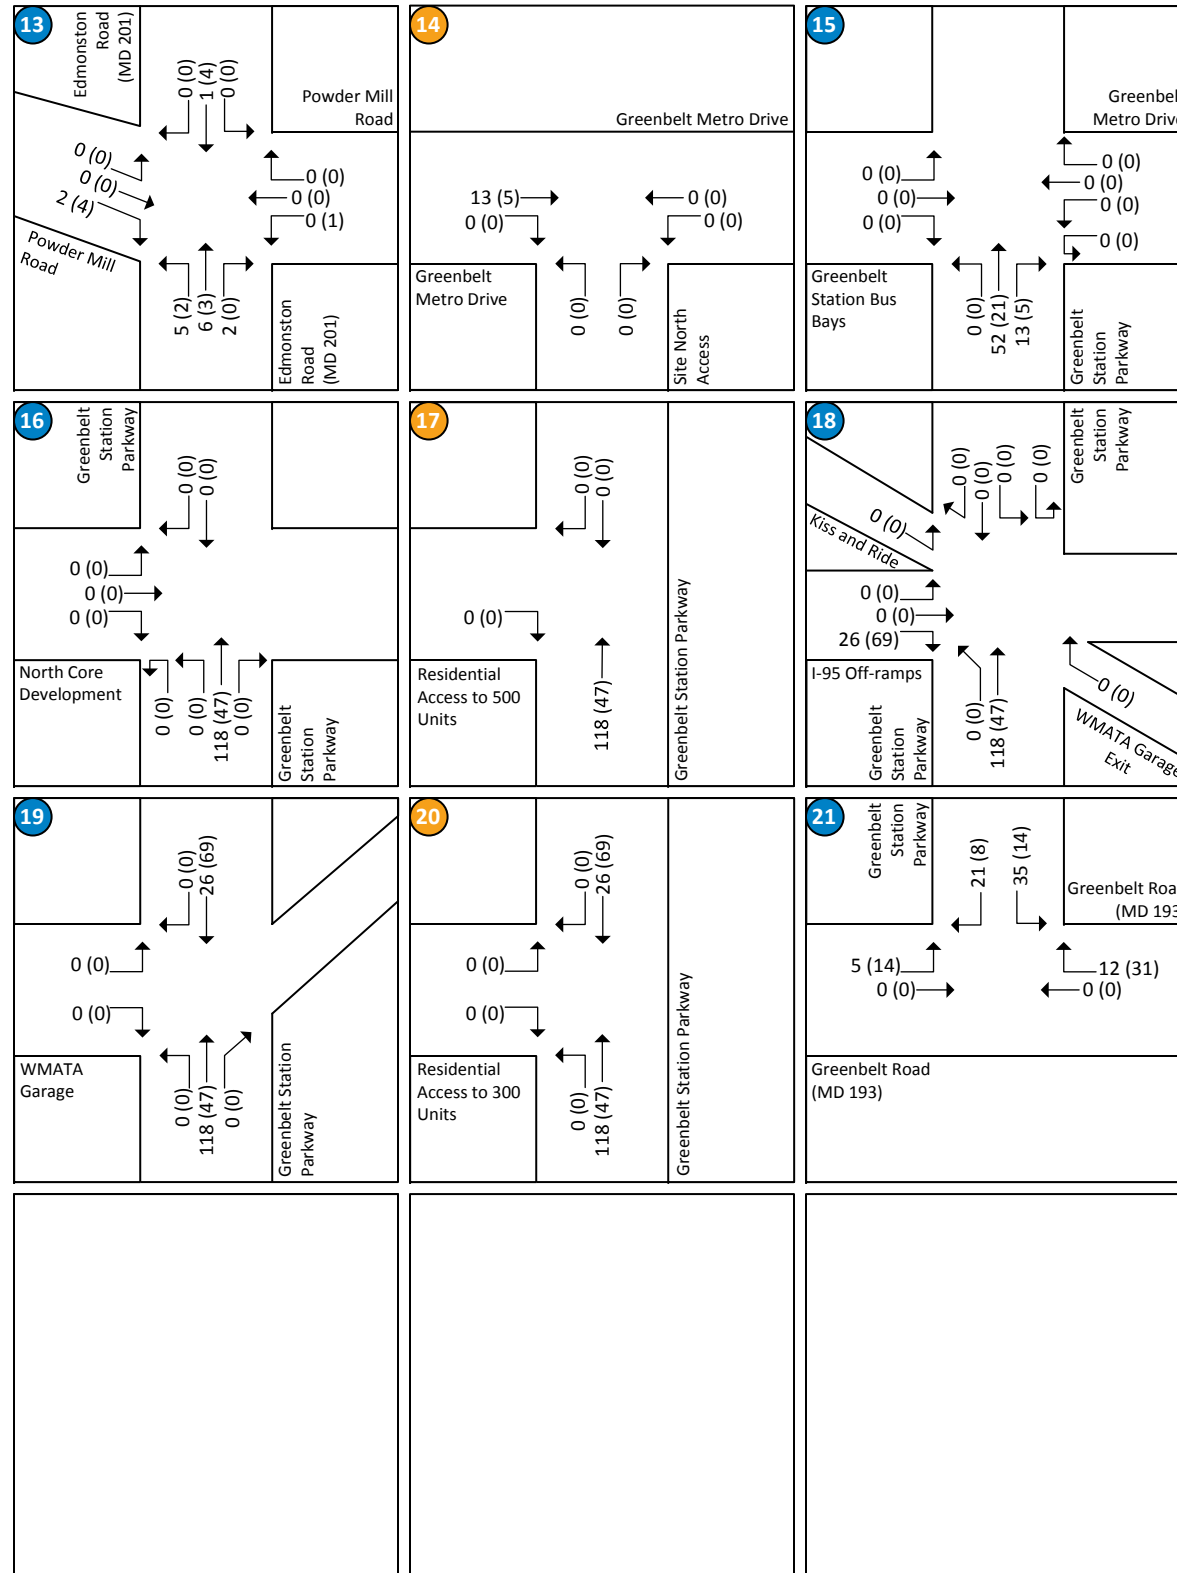 13
Edmonston
Road
(MD 201)
0 (0)
1 (4)
0 (0)
Powder Mill
Road
0 (0)
0 (0)
2 (4)
0 (0)
0 (0)
0 (1)
Powder Mill
Road
5 (2)
6 (3)
2 (0)
Edmonston
Road
(MD 201)
14
Greenbelt Metro Drive
13 (5)
0 (0)
0 (0)
0 (0)
Greenbelt
Metro Drive
0 (0)
0 (0)
Site North
Access
15
Greenbel
Metro Drive
0 (0)
0 (0)
0 (0)
0 (0)
0 (0)
0 (0)
0 (0)
Greenbelt
Station Bus
Bays
0 (0)
52 (21)
13 (5)
Greenbelt
Station
Parkway
16
Greenbelt
Station
Parkway
0 (0)
0 (0)
0 (0)
0 (0)
0 (0)
North Core
Development
0 (0)
0 (0)
118 (47)
0 (0)
Greenbelt
Station
Parkway
17
0 (0)
0 (0)
0 (0)
Residential
Access to 500
Units
118 (47)
Greenbelt Station Parkway
18
0 (0)
0 (0)
0 (0)
0 (0)
Greenbelt
Station
Parkway
0 (0)
Kiss and Ride
0 (0)
0 (0)
26 (69)
I-95 Off-ramps
Greenbelt
Station
Parkway
0 (0)
118 (47)
0 (0)
WMATA Garage
Exit
19
0 (0)
26 (69)
0 (0)
0 (0)
WMATA
Garage
0 (0)
118 (47)
0 (0)
Greenbelt Station
Parkway
20
0 (0)
26 (69)
0 (0)
0 (0)
Residential
Access to 300
Units
0 (0)
118 (47)
Greenbelt Station Parkway
21
Greenbelt
Station
Parkway
21 (8)
35 (14)
Greenbelt Roa
(MD 193
5 (14)
0 (0)
12 (31)
0 (0)
Greenbelt Road
(MD 193)